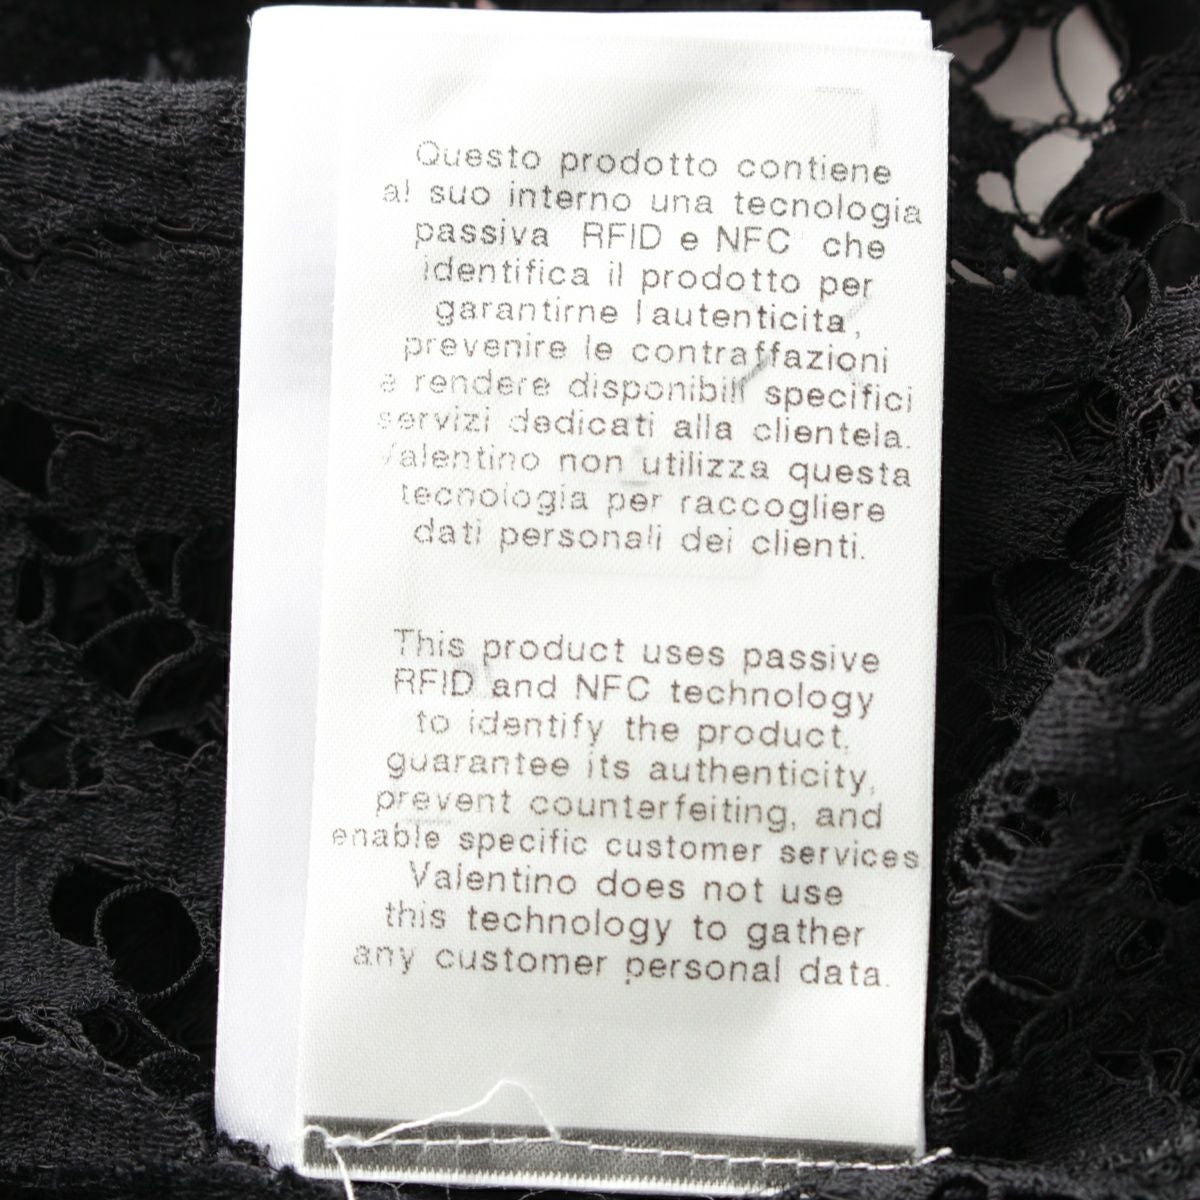 Questo prodotto contiene
al suo interno una tecnologia
passiva RFID e NFC che
identifica il prodotto per
garantirne l'autenticita,
prevenire le contraffazioni
e rendere disponibili specifici
servizi dedicati alla clientela.
Valentino non utilizza questa
tecnologia per raccogliere
dati personali dei clienti.
This product uses passive
RFID and NFC technology
to identify the product,
guarantee its authenticity,
prevent counterfeiting, and
enable specific customer services
Valentino does not use
this technology to gather
any customer personal data.